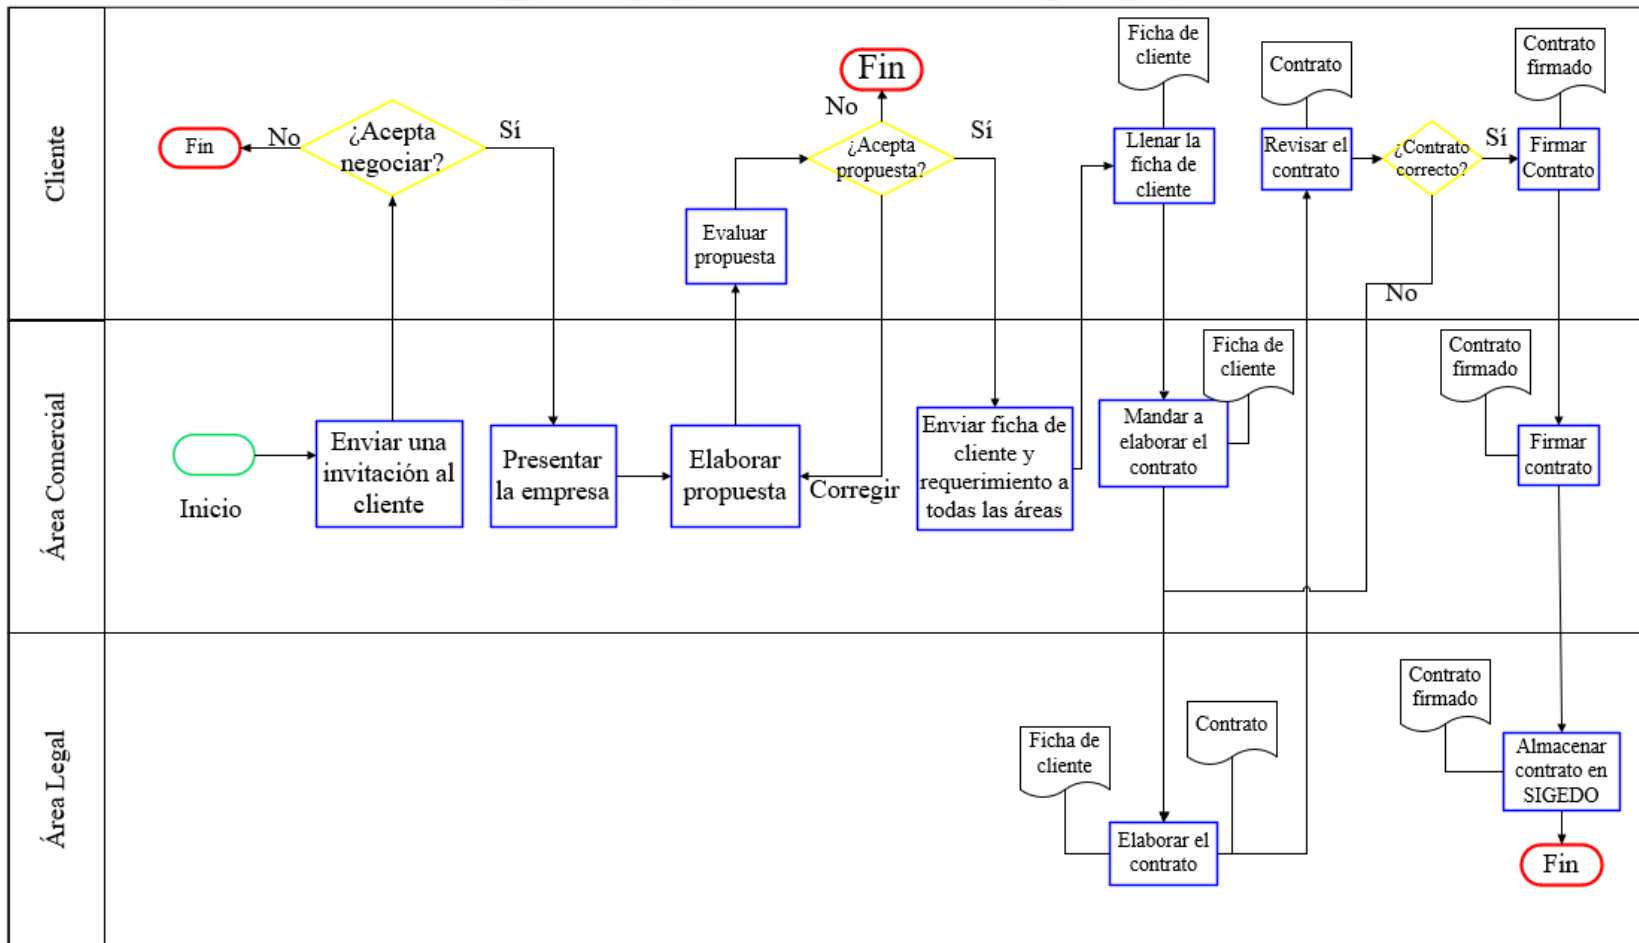 Cliente
Fin
No
¿Acepta
negociar?
Sí
Evaluar
propuesta
Fin
No
¿Acepta
propuesta?
Sí
Ficha de
cliente
Llenar la
ficha de
cliente
Contrato
Revisar el
contrato
¿Contrato
correcto?
Sí
No
Contrato
firmado
Firmar
Contrato
Área Comercial
Inicio
Enviar una
invitación al
cliente
Presentar
la empresa
Elaborar
propuesta
Corregir
Enviar ficha de
cliente y
requerimiento a
todas las áreas
Mandar a
elaborar el
contrato
Ficha de
cliente
Contrato
firmado
Firmar
contrato
Área Legal
Ficha de
cliente
Elaborar el
contrato
Contrato
Contrato
firmado
Almacenar
contrato en
SIGEDO
Fin